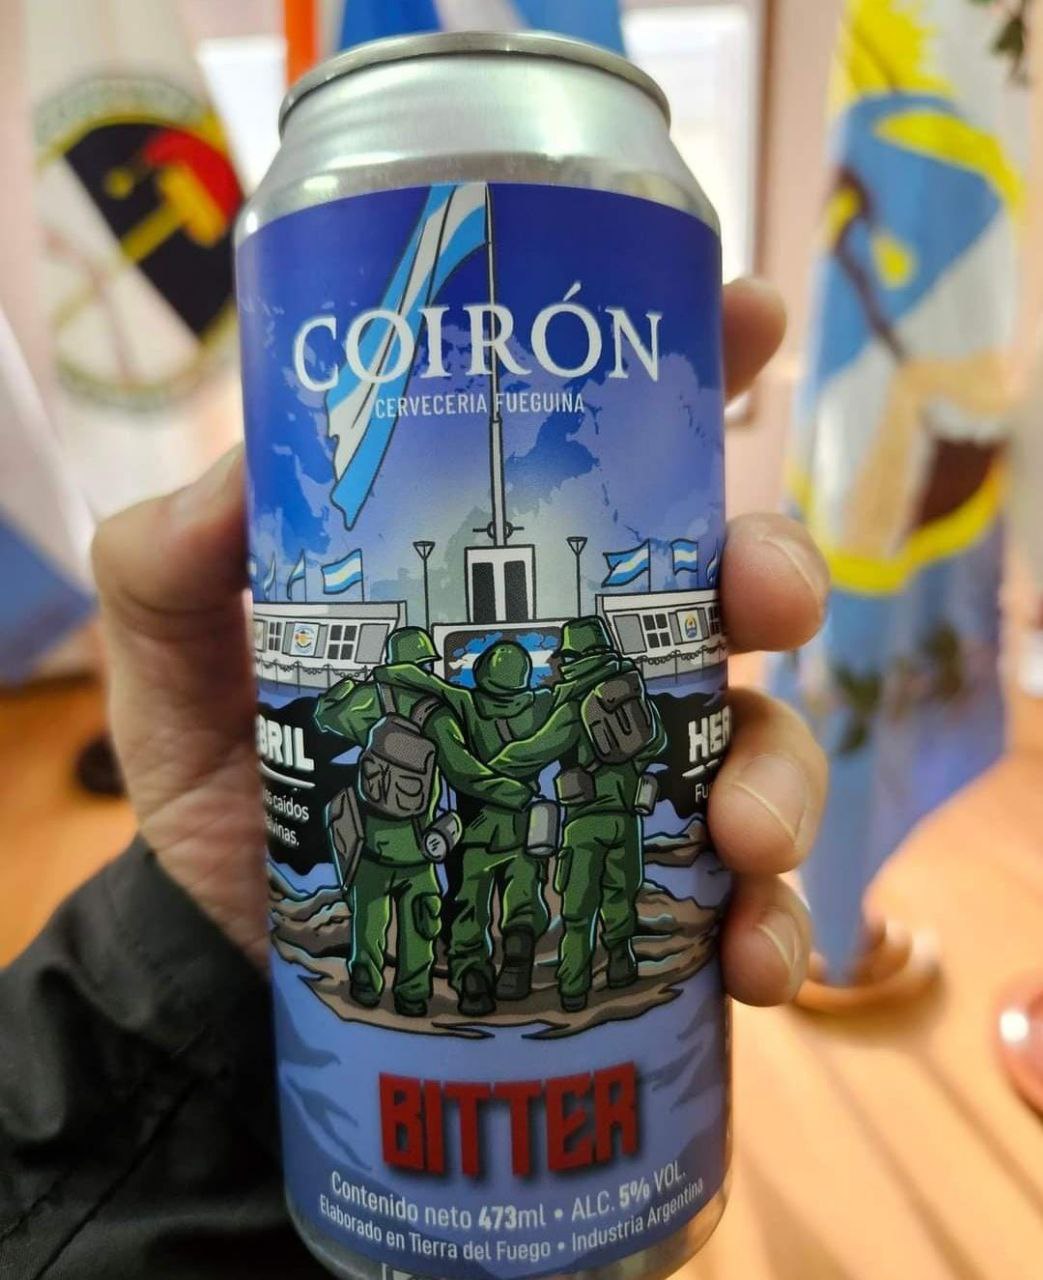 COIRÓN
CERVECERIA FUEGUINA
BRIL
caídos
HER
BITTER
Contenido neto 473ml • ALC. 5% VOL.
Elaborado en Tierra del Fuego • Industria Argentina